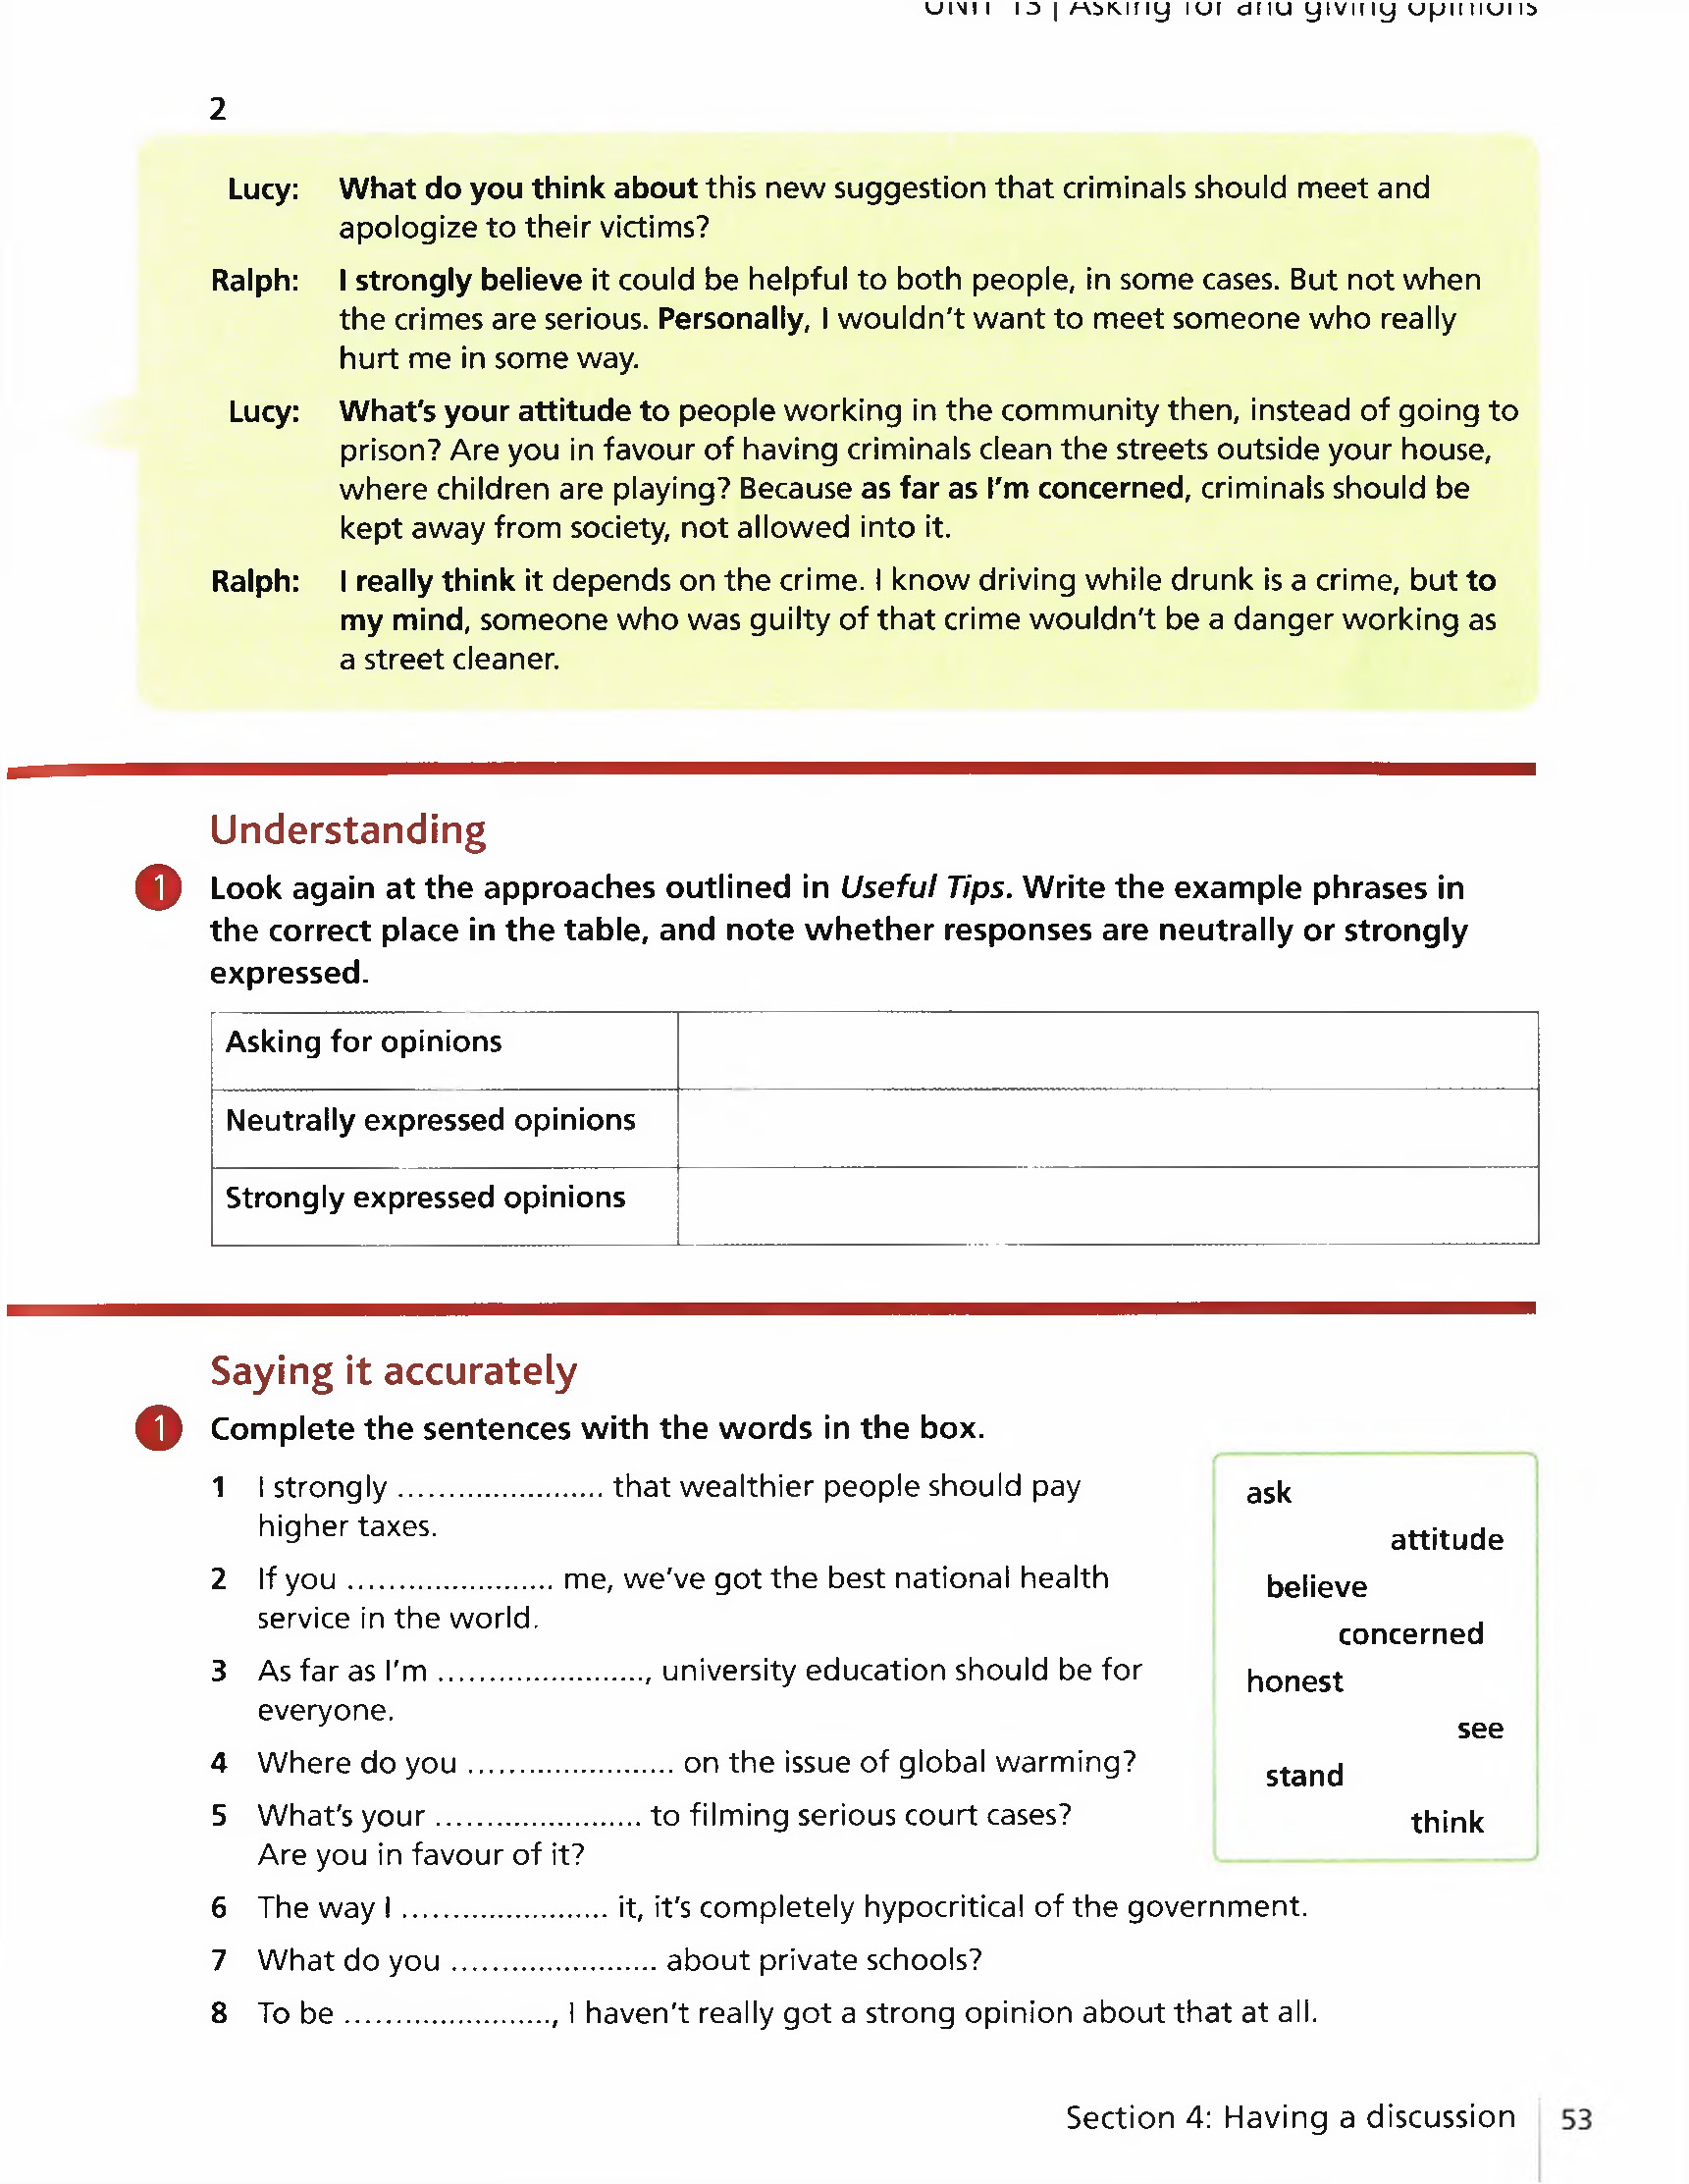 UNIT 13 | Asking for and giving opinions
2
Lucy: What do you think about this new suggestion that criminals should meet and
apologize to their victims?
Ralph: I strongly believe it could be helpful to both people, in some cases. But not when
the crimes are serious. Personally, I wouldn't want to meet someone who really
hurt me in some way.
Lucy: What's your attitude to people working in the community then, instead of going to
prison? Are you in favour of having criminals clean the streets outside your house,
where children are playing? Because as far as I'm concerned, criminals should be
kept away from society, not allowed into it.
Ralph: I really think it depends on the crime. I know driving while drunk is a crime, but to
my mind, someone who was guilty of that crime wouldn't be a danger working as
a street cleaner.
Understanding
1 Look again at the approaches outlined in Useful Tips. Write the example phrases in
the correct place in the table, and note whether responses are neutrally or strongly
expressed.
Asking for opinions
Neutrally expressed opinions
Strongly expressed opinions
Saying it accurately
1 Complete the sentences with the words in the box.
1 I strongly ........................ that wealthier people should pay
higher taxes.
2 If you ........................ me, we've got the best national health
service in the world.
3 As far as I'm ........................, university education should be for
everyone.
4 Where do you ........................ on the issue of global warming?
5 What's your ........................ to filming serious court cases?
Are you in favour of it?
6 The way I ........................ it, it's completely hypocritical of the government.
7 What do you ........................ about private schools?
8 To be ........................, I haven't really got a strong opinion about that at all.
ask
attitude
believe
concerned
honest
see
stand
think
Section 4: Having a discussion 53